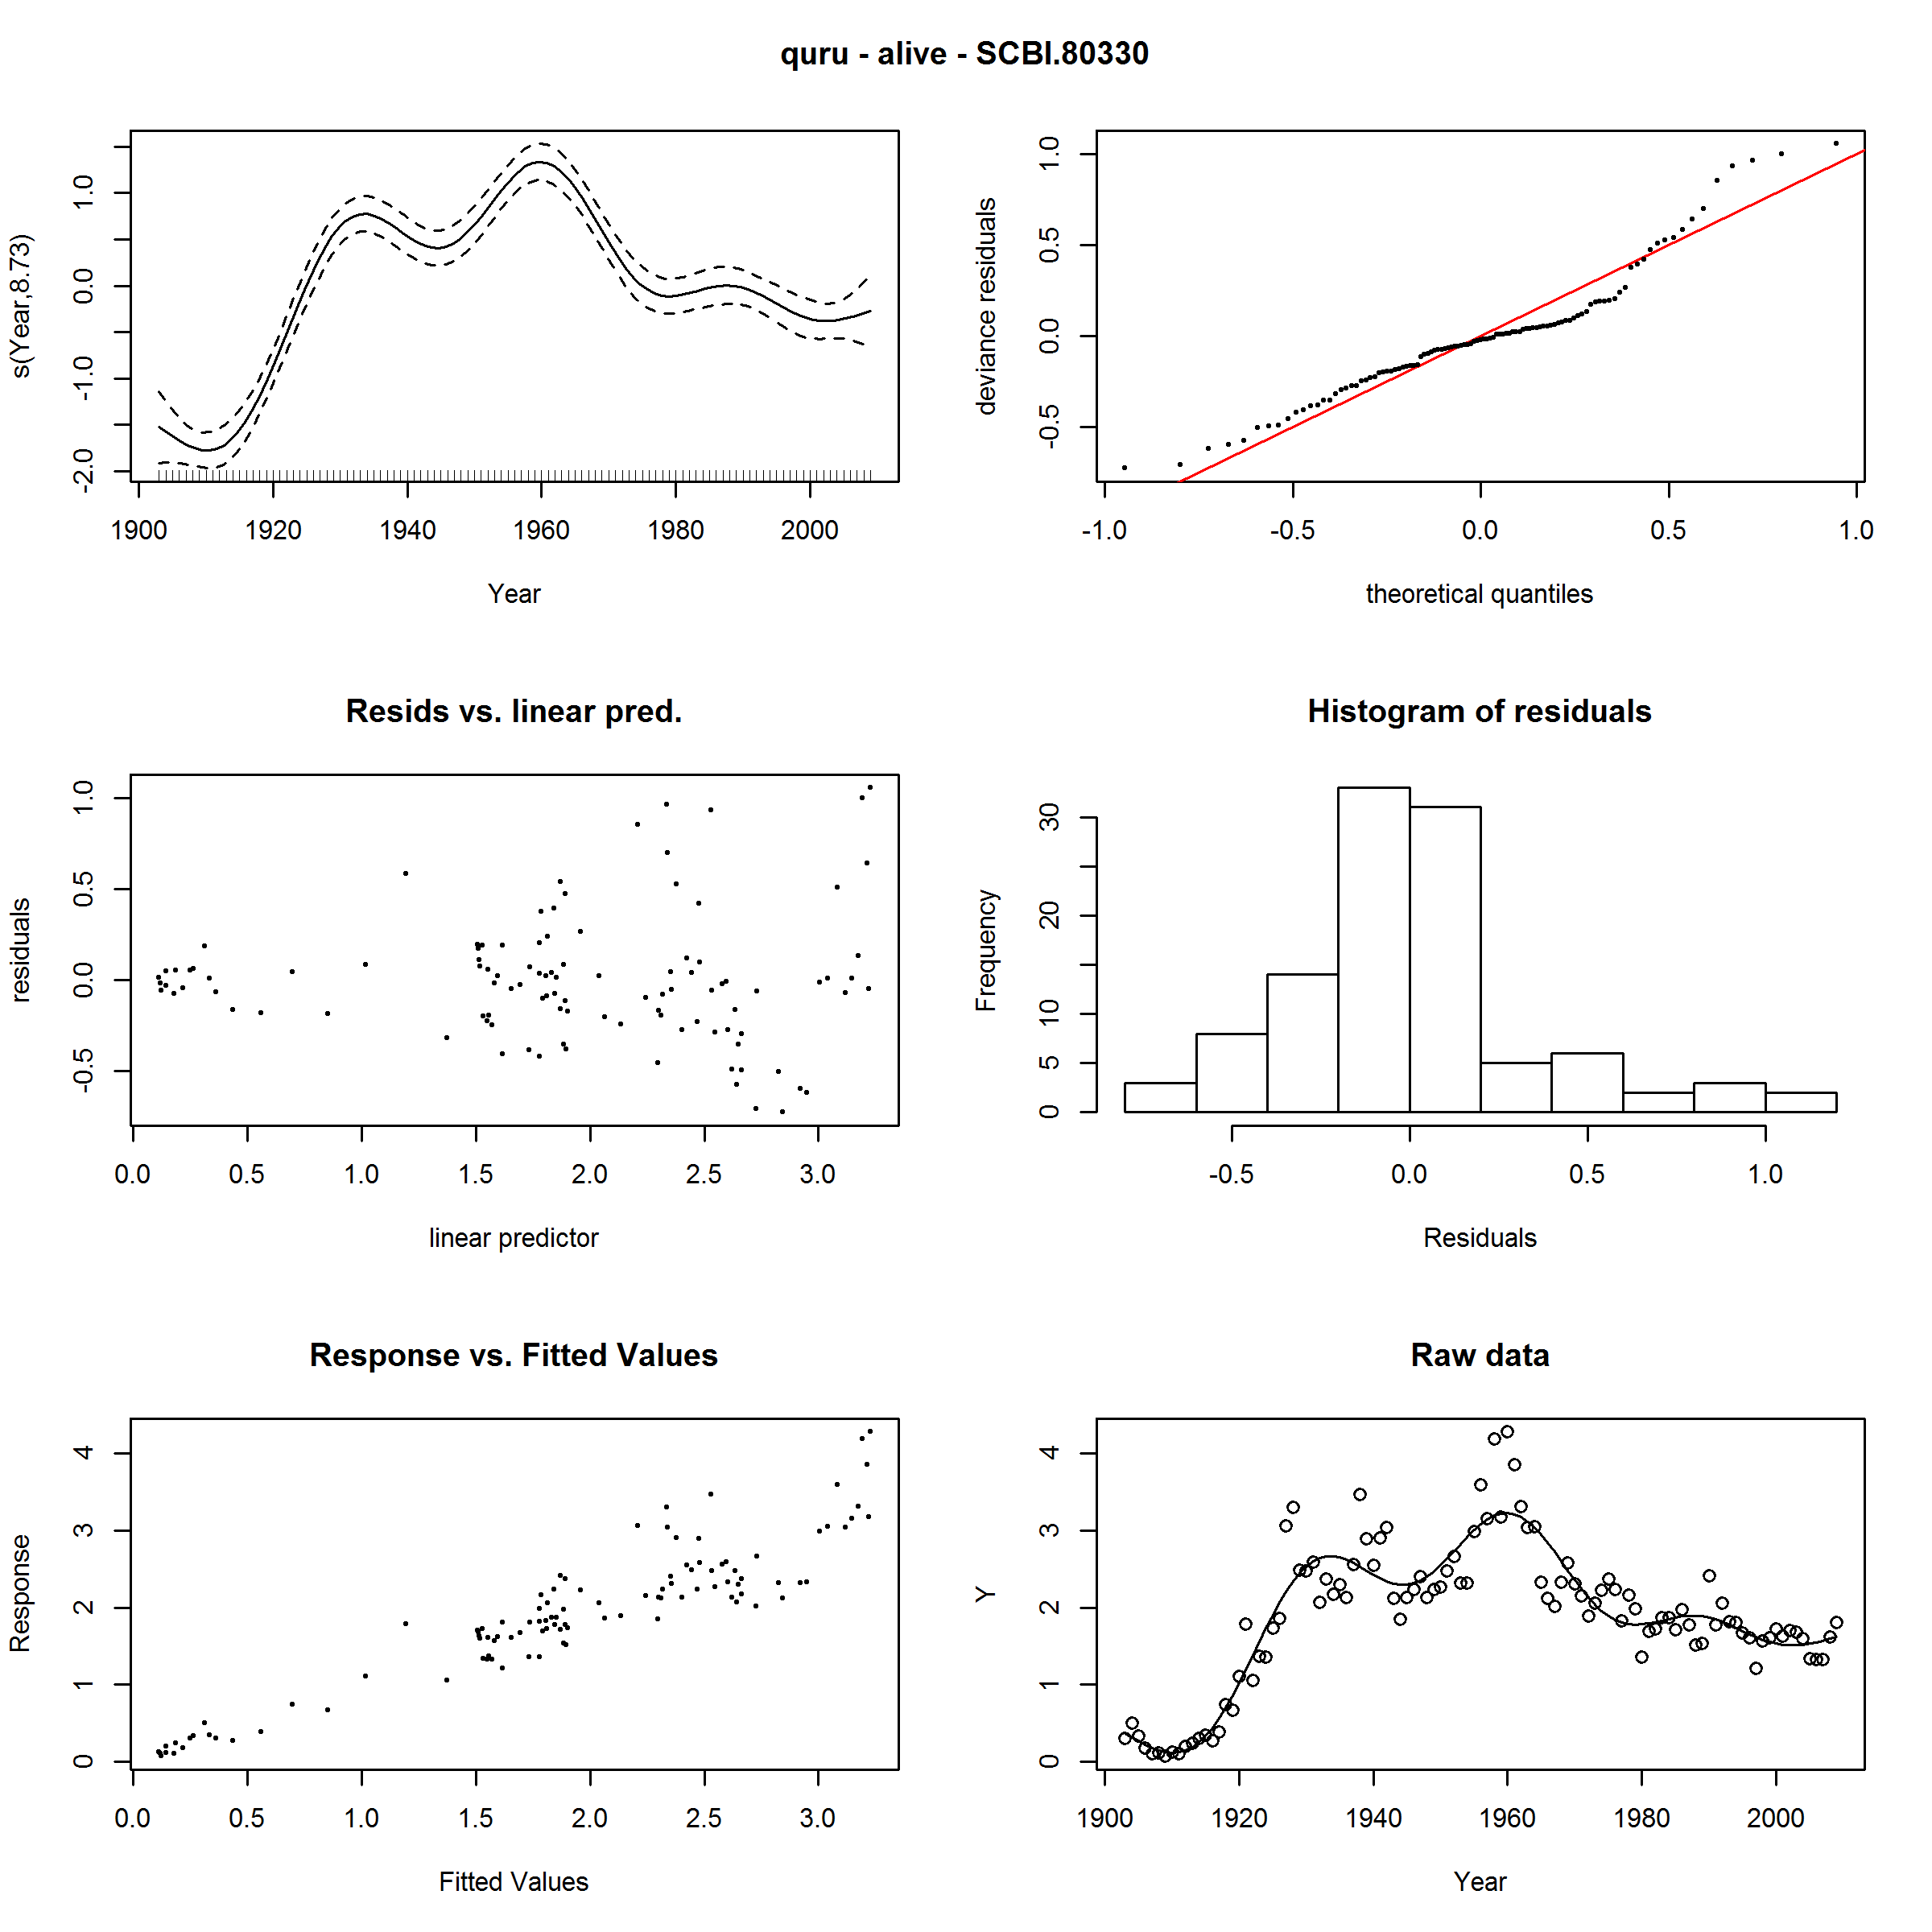 quru - alive - SCBI.80330
s(Year,8.73)
-2.0 -1.0 0.0 1.0
1900 1920 1940 1960 1980 2000
Year
deviance residuals
-0.5 0.0 0.5 1.0
-1.0 -0.5 0.0 0.5 1.0
theoretical quantiles
Resids vs. linear pred.
residuals
-0.5 0.0 0.5 1.0
0.0 0.5 1.0 1.5 2.0 2.5 3.0
linear predictor
Histogram of residuals
Frequency
0 5 10 20 30
-0.5 0.0 0.5 1.0
Residuals
Response vs. Fitted Values
Response
0 1 2 3 4
0.0 0.5 1.0 1.5 2.0 2.5 3.0
Fitted Values
Raw data
Y
0 1 2 3 4
1900 1920 1940 1960 1980 2000
Year